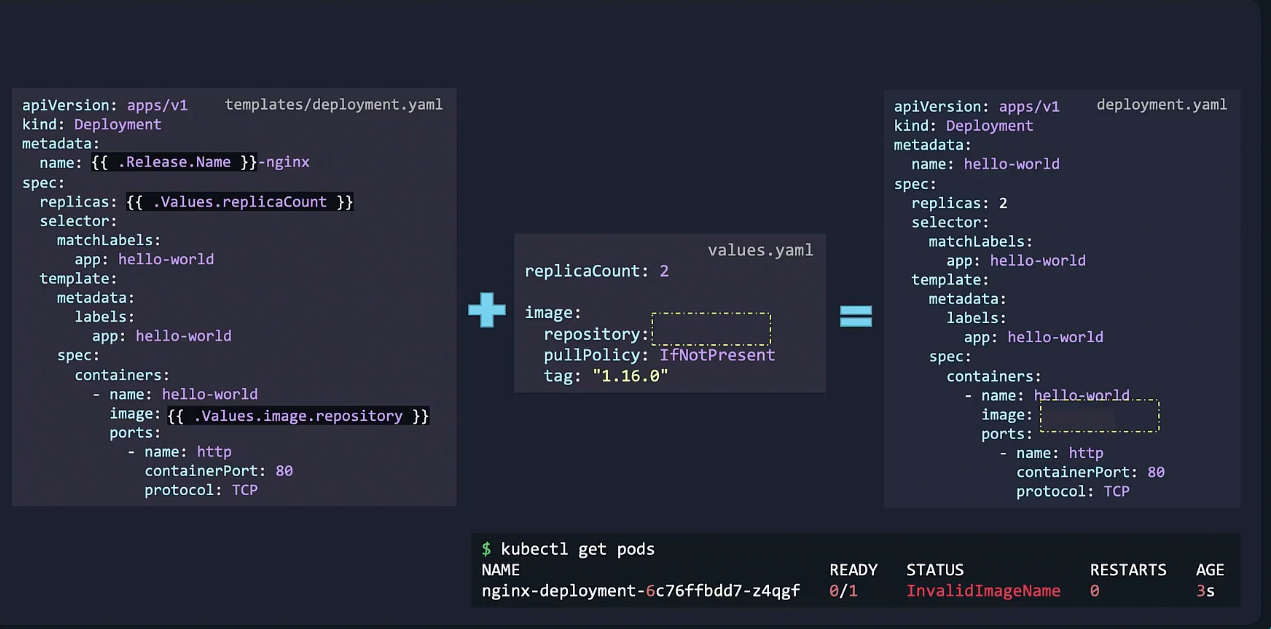 apiVersion: apps/v1 templates/deployment.yaml
kind: Deployment
metadata:
  name: {{ .Release.Name }}-nginx
spec:
  replicas: {{ .Values.replicaCount }}
  selector:
    matchLabels:
      app: hello-world
  template:
    metadata:
      labels:
        app: hello-world
    spec:
      containers:
        - name: hello-world
          image: {{ .Values.image.repository }}
          ports:
            - name: http
              containerPort: 80
              protocol: TCP
values.yaml
replicaCount: 2
image:
  repository:
  pullPolicy: IfNotPresent
  tag: "1.16.0"
apiVersion: apps/v1 deployment.yaml
kind: Deployment
metadata:
  name: hello-world
spec:
  replicas: 2
  selector:
    matchLabels:
      app: hello-world
  template:
    metadata:
      labels:
        app: hello-world
    spec:
      containers:
        - name: hello-world
          image:
          ports:
            - name: http
              containerPort: 80
              protocol: TCP
$ kubectl get pods
NAME READY STATUS RESTARTS AGE
nginx-deployment-6c76ffbdd7-z4qgf 0/1 InvalidImageName 0 3s